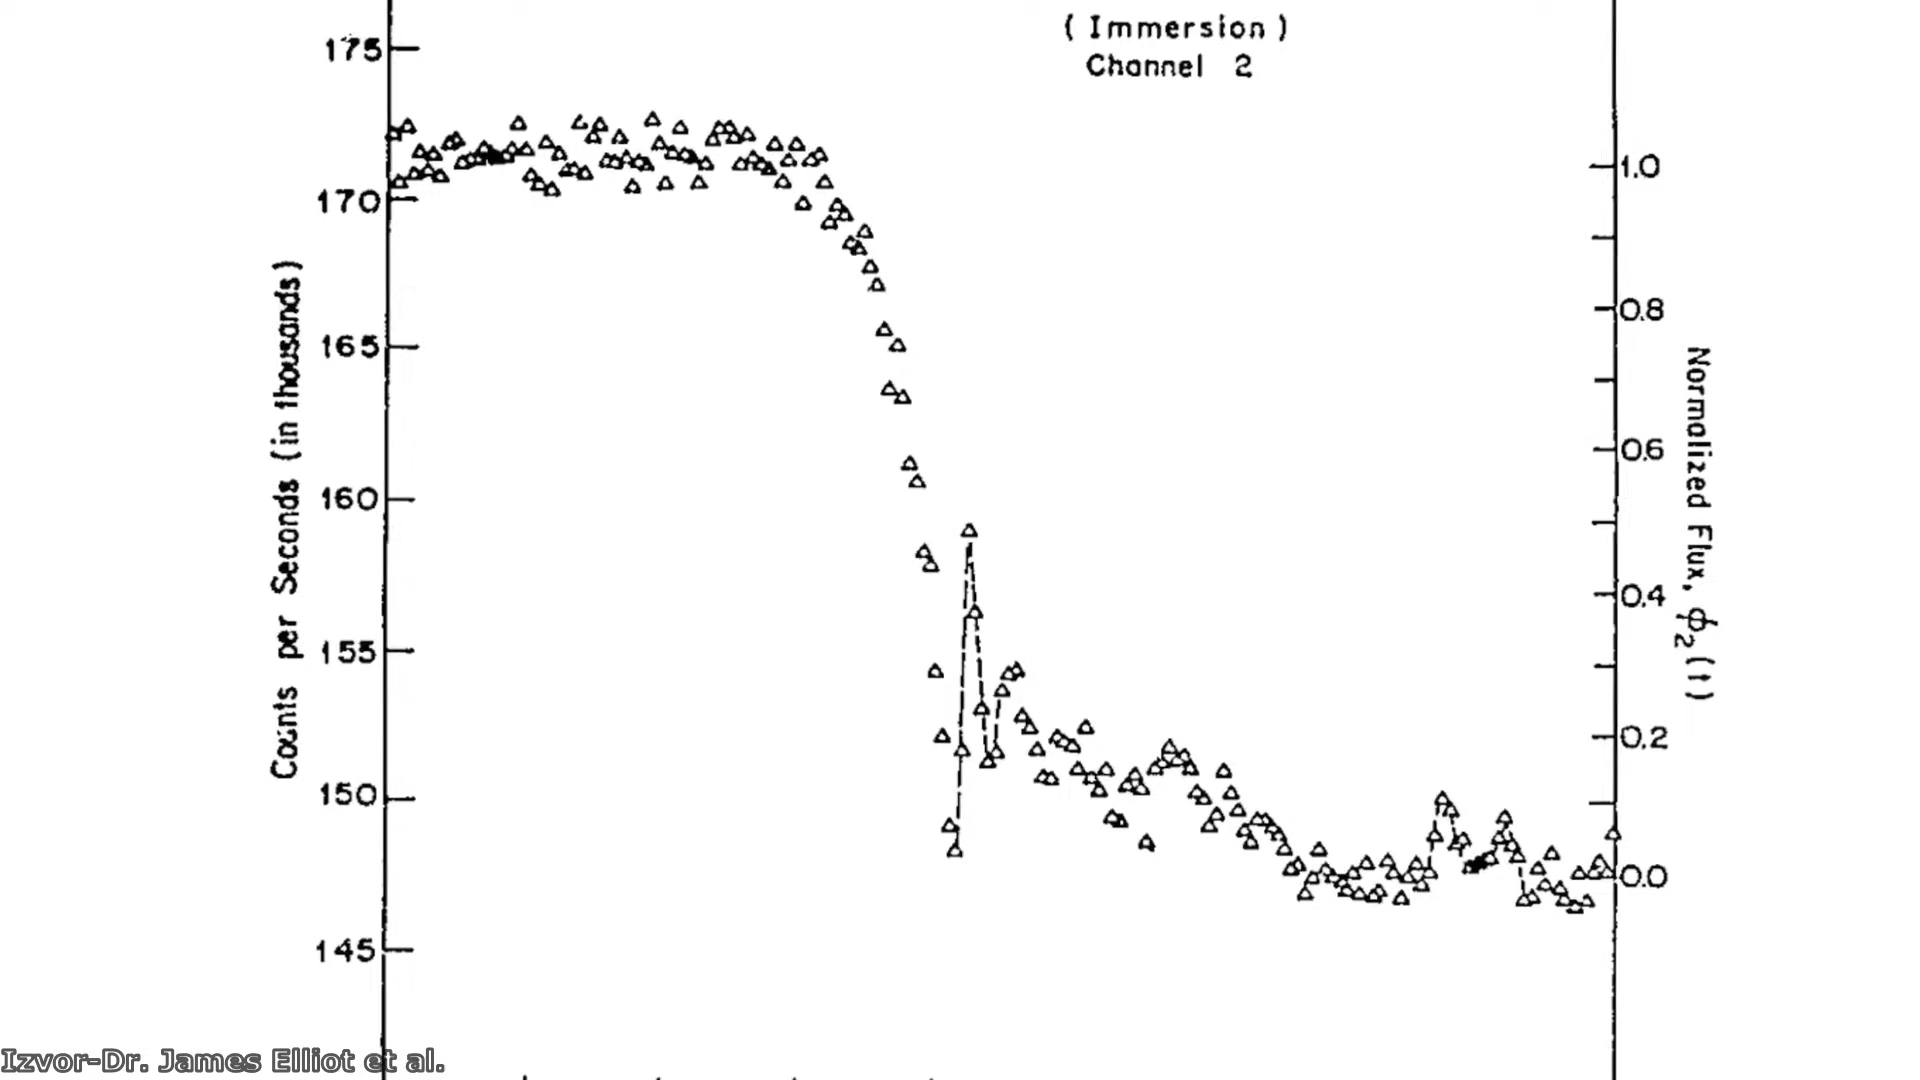 ( Immersion )
Channel 2
175
170
165
160
155
150
145
Counts per Seconds (in thousands)
1.0
0.8
0.6
0.4
0.2
0.0
Normalized Flux, ϕ₂(t)
Izvor-Dr. James Elliot et al.